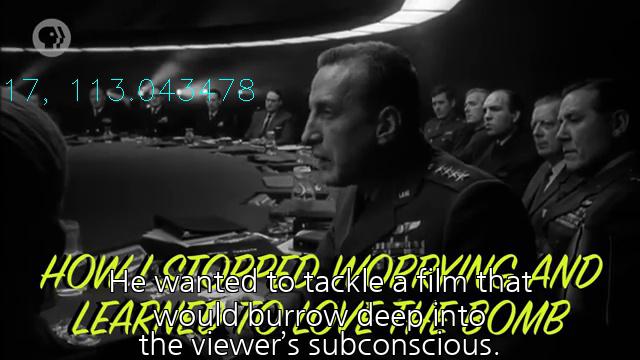 17, 113.043478
HOW I STOPPED WORRYING AND
LEARNED TO LOVE THE BOMB
He wanted to tackle a film that
would burrow deep into
the viewer's subconscious.